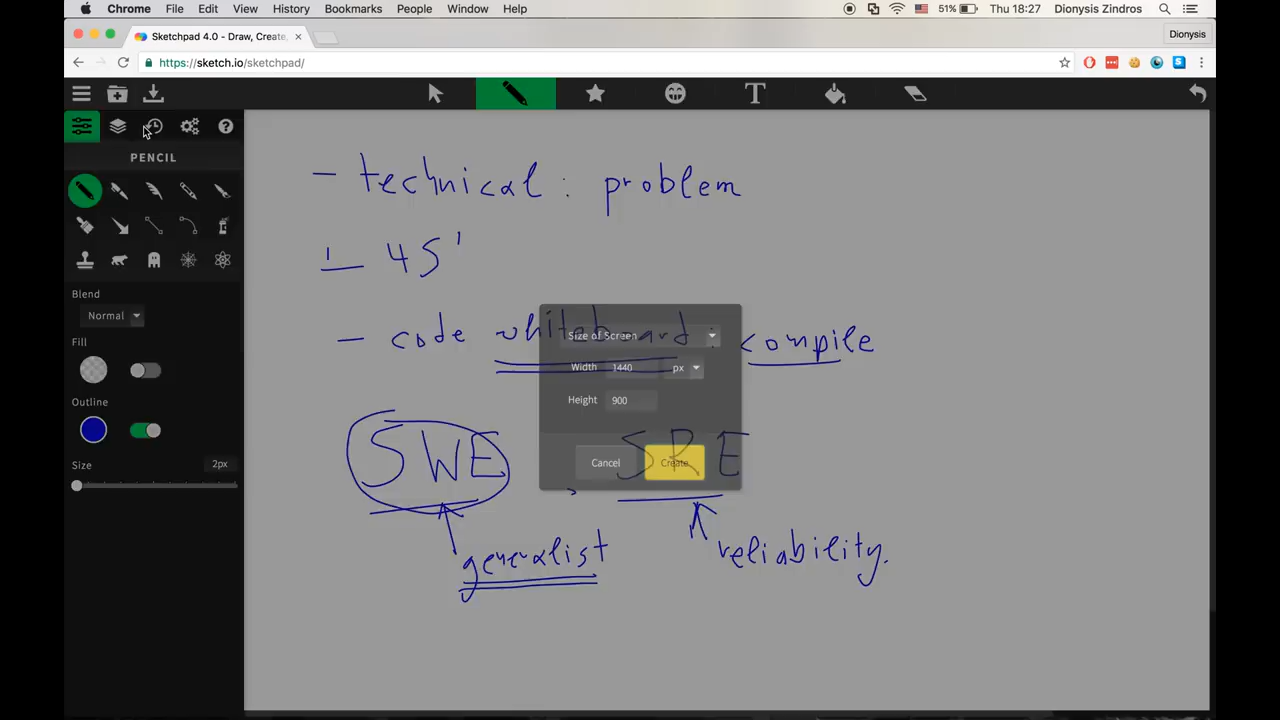 Chrome File Edit View History Bookmarks People Window Help 51% Thu 18:27 Dionysis Zindros
Sketchpad 4.0 - Draw, Create, Dionysis
https://sketch.io/sketchpad/
PENCIL
- technical : problem
- 45'
- code whiteboard : compile
Blend
Normal
Fill
Outline
Size 2px
Size of Screen
Width 1440 px
Height 900
Cancel Create
SWE , SRE
generalist reliability.